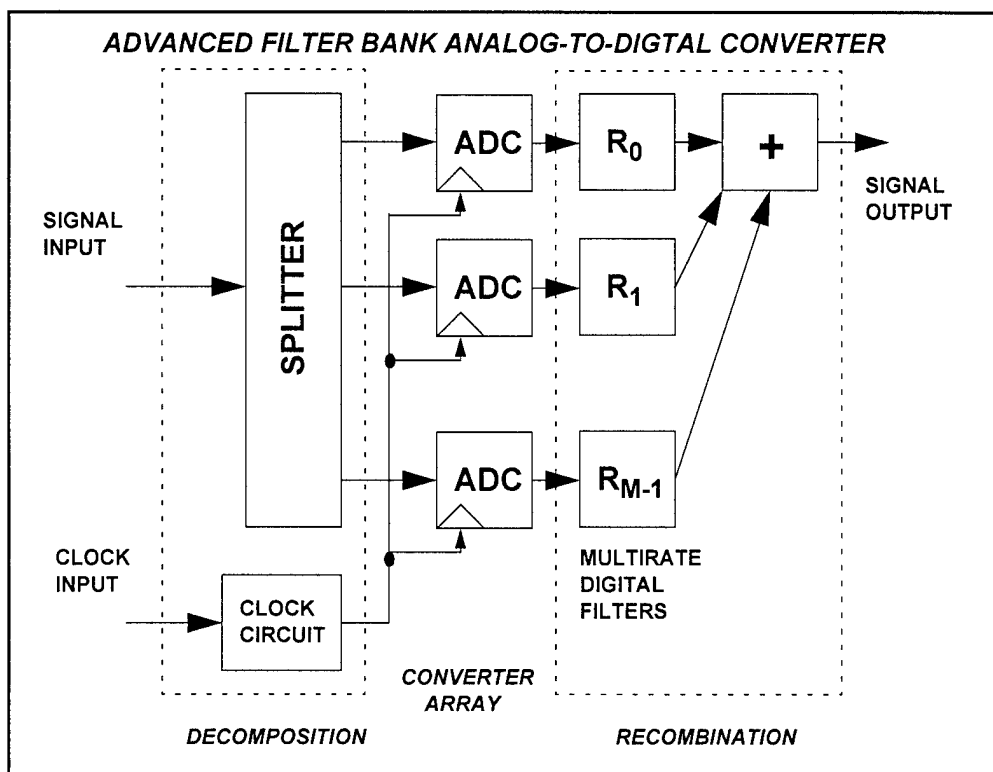 ADVANCED FILTER BANK ANALOG-TO-DIGTAL CONVERTER
SIGNAL
INPUT
SPLITTER
ADC
R0
+
SIGNAL
OUTPUT
ADC
R1
ADC
RM-1
CLOCK
INPUT
CLOCK
CIRCUIT
MULTIRATE
DIGITAL
FILTERS
CONVERTER
ARRAY
DECOMPOSITION
RECOMBINATION